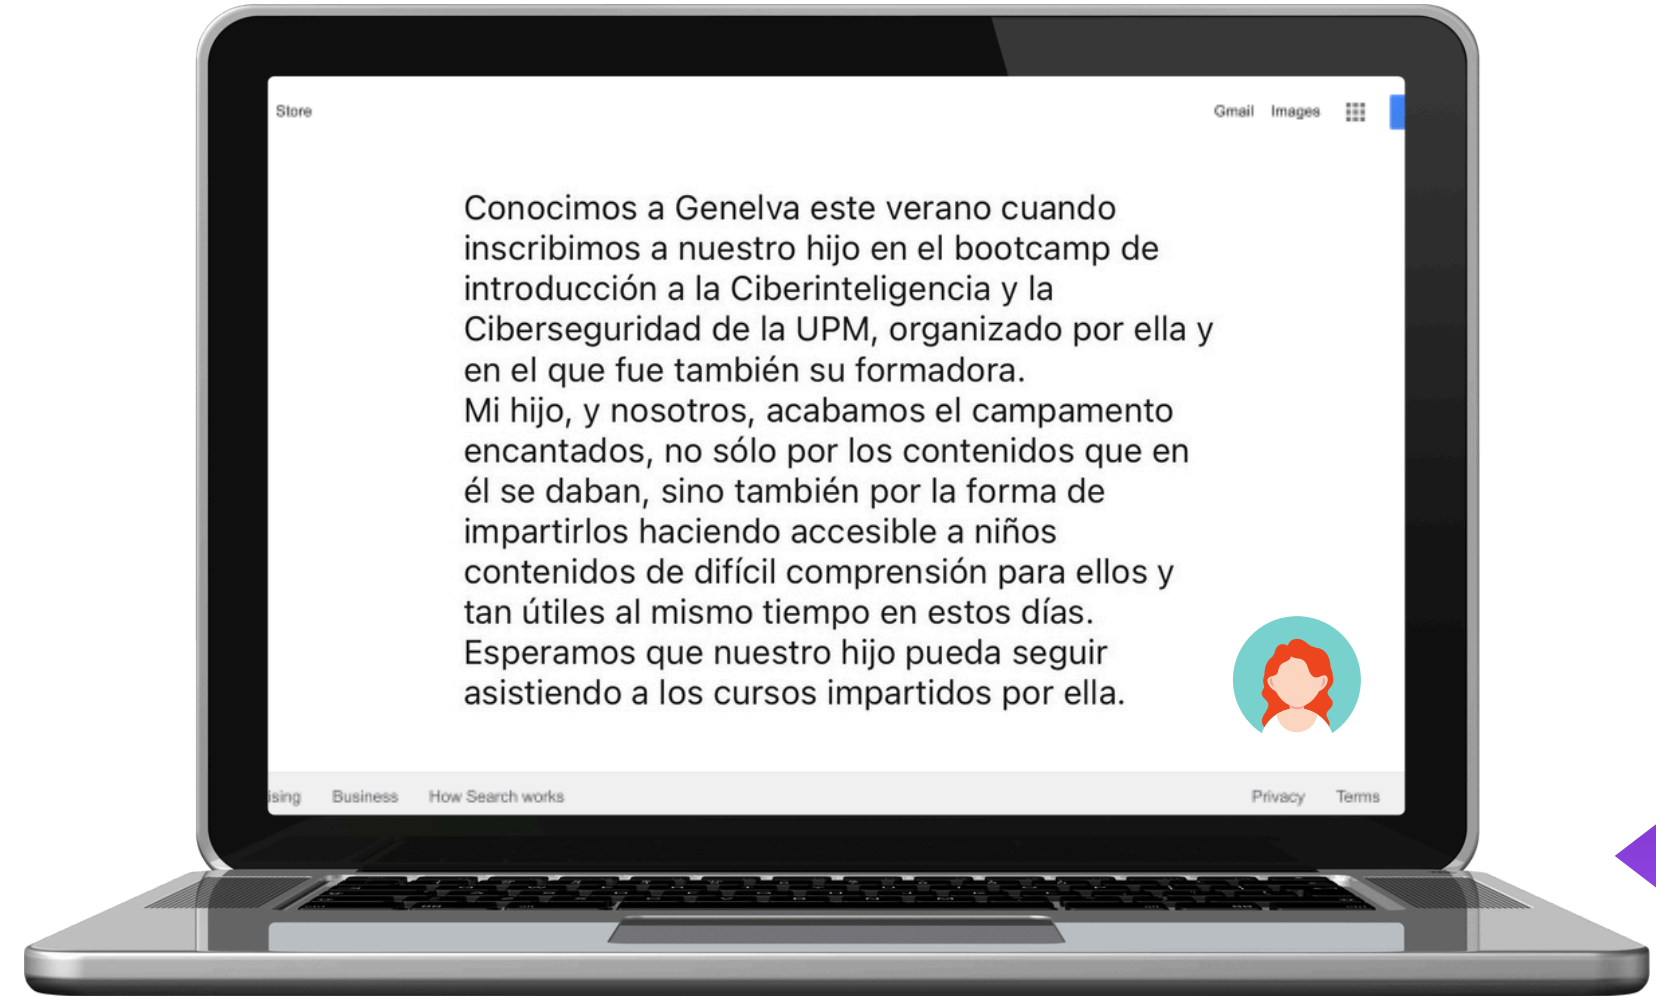 Store
Gmail Images
Conocimos a Genelva este verano cuando
inscribimos a nuestro hijo en el bootcamp de
introducción a la Ciberinteligencia y la
Ciberseguridad de la UPM, organizado por ella y
en el que fue también su formadora.
Mi hijo, y nosotros, acabamos el campamento
encantados, no sólo por los contenidos que en
él se daban, sino también por la forma de
impartirlos haciendo accesible a niños
contenidos de difícil comprensión para ellos y
tan útiles al mismo tiempo en estos días.
Esperamos que nuestro hijo pueda seguir
asistiendo a los cursos impartidos por ella.
ising Business How Search works
Privacy Terms